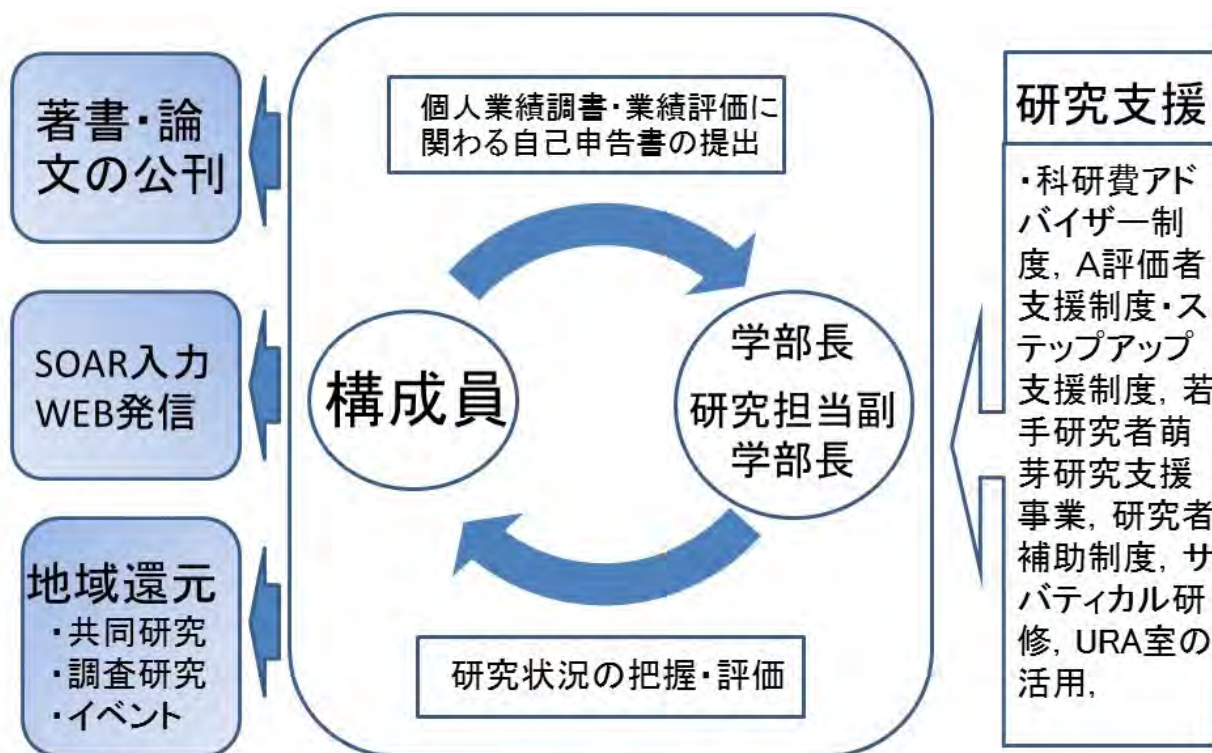 著書・論
文の公刊
SOAR入力
WEB発信
地域還元
・共同研究
・調査研究
・イベント
個人業績調書・業績評価に
関わる自己申告書の提出
構成員
学部長
研究担当副
学部長
研究状況の把握・評価
研究支援
・科研費アド
バイザー制
度，A評価者
支援制度・ス
テップアップ
支援制度，若
手研究者萌
芽研究支援
事業，研究者
補助制度，サ
バティカル研
修，URA室の
活用，